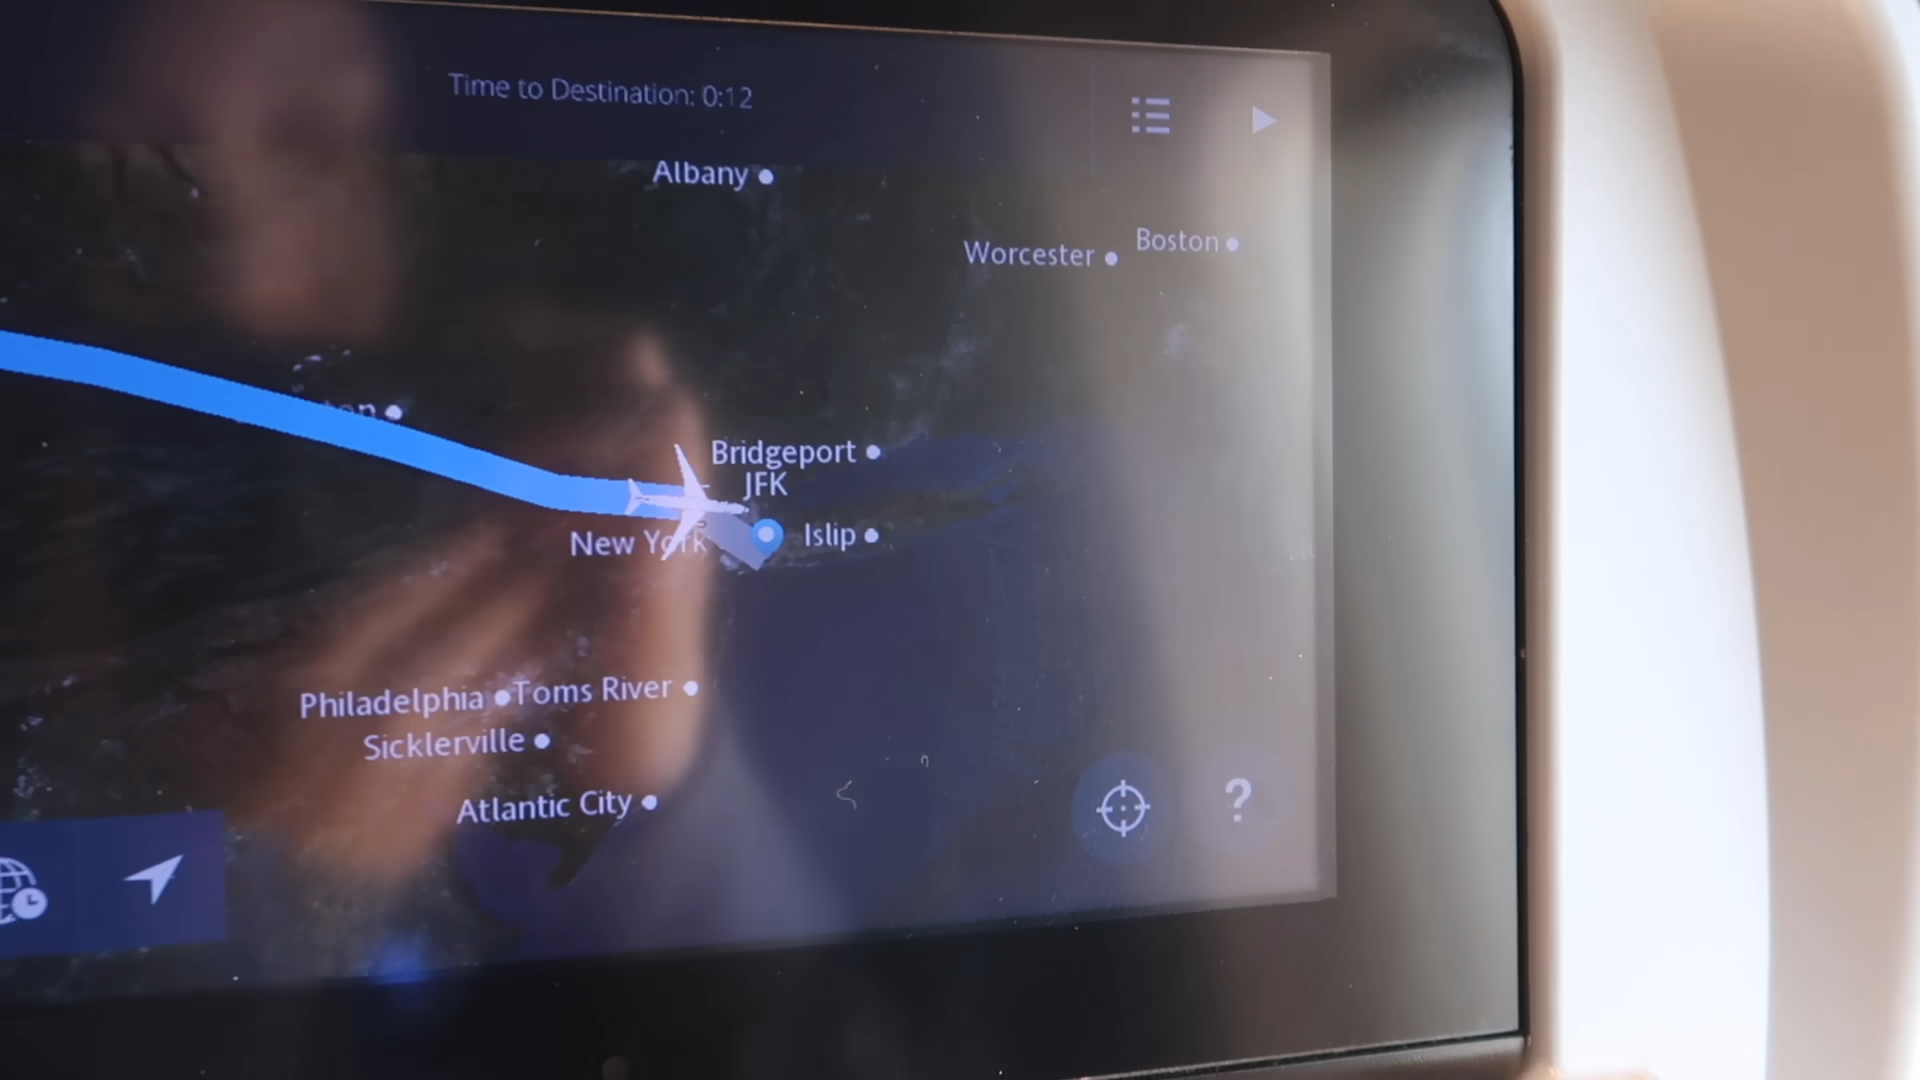 Time to Destination: 0:12
Albany
Worcester
Boston
Bridgeport
JFK
New York
Islip
Philadelphia
Toms River
Sicklerville
Atlantic City
?